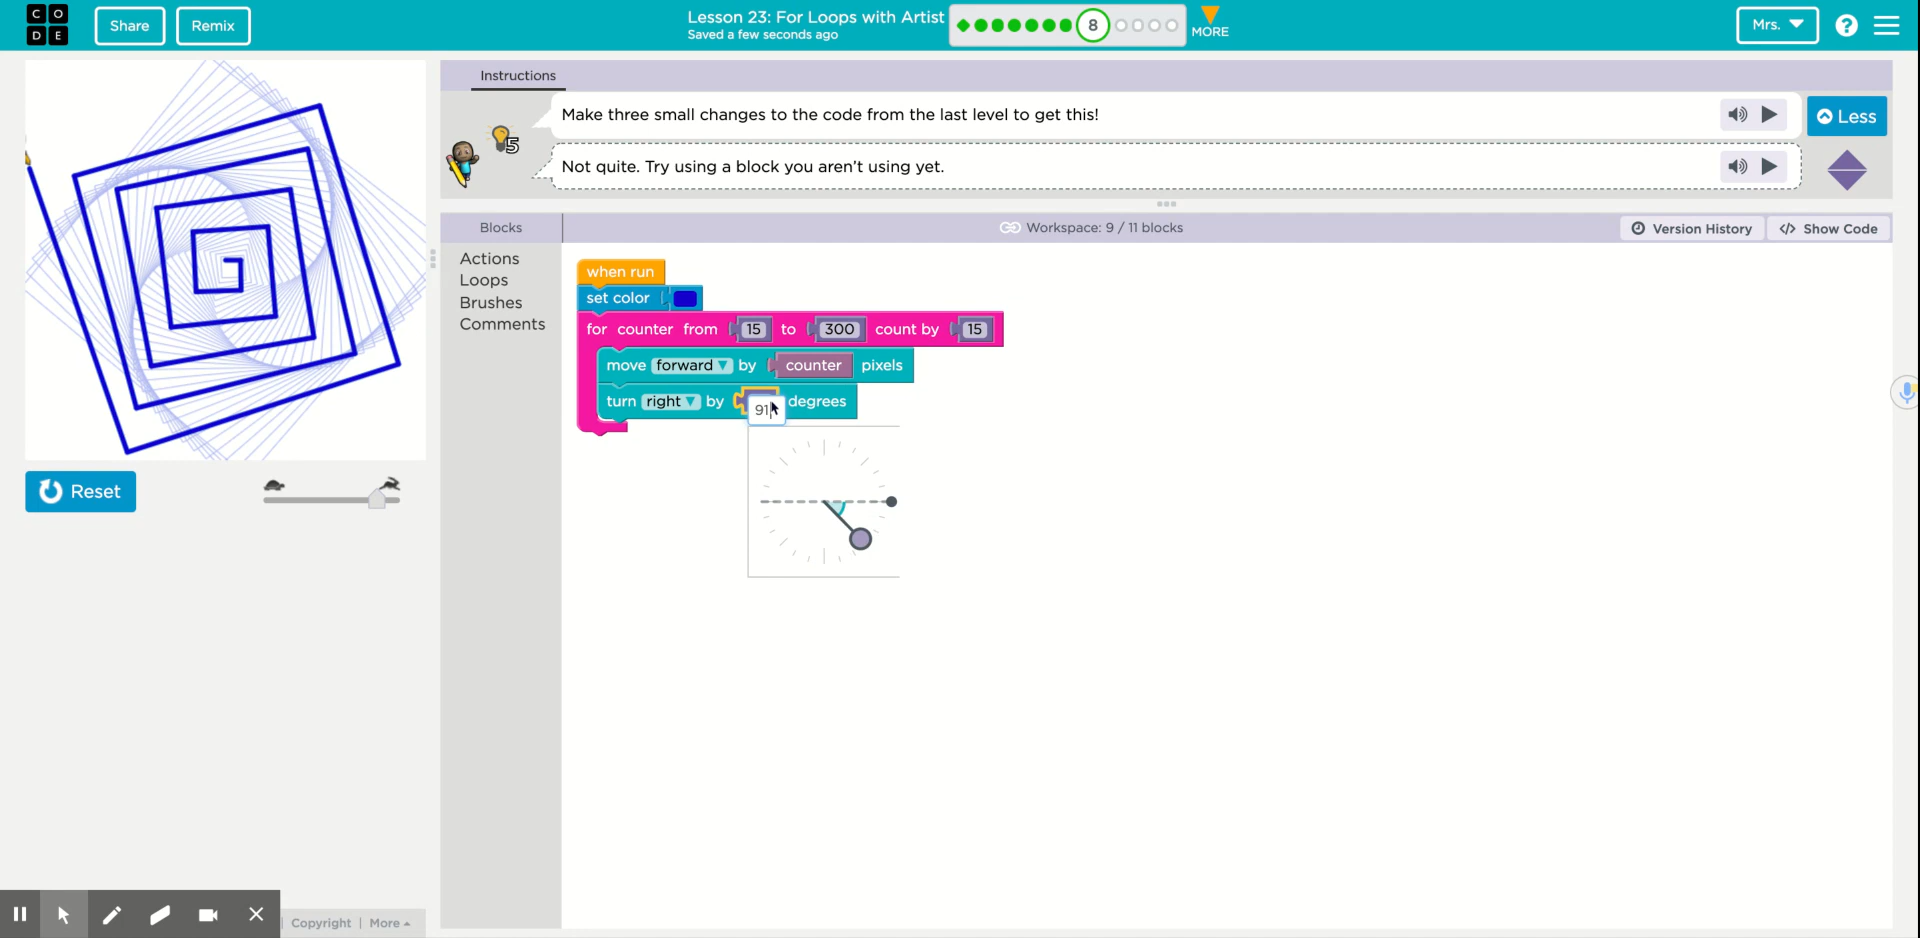 C O
D E
Share
Remix
Lesson 23: For Loops with Artist
Saved a few seconds ago
8
MORE
Mrs.
?
Instructions
Make three small changes to the code from the last level to get this!
Less
5
Not quite. Try using a block you aren't using yet.
Blocks
Workspace: 9 / 11 blocks
Version History
</> Show Code
Actions
Loops
Brushes
Comments
when run
set color
for counter from 15 to 300 count by 15
move forward by counter pixels
turn right by 91 degrees
Reset
Copyright | More